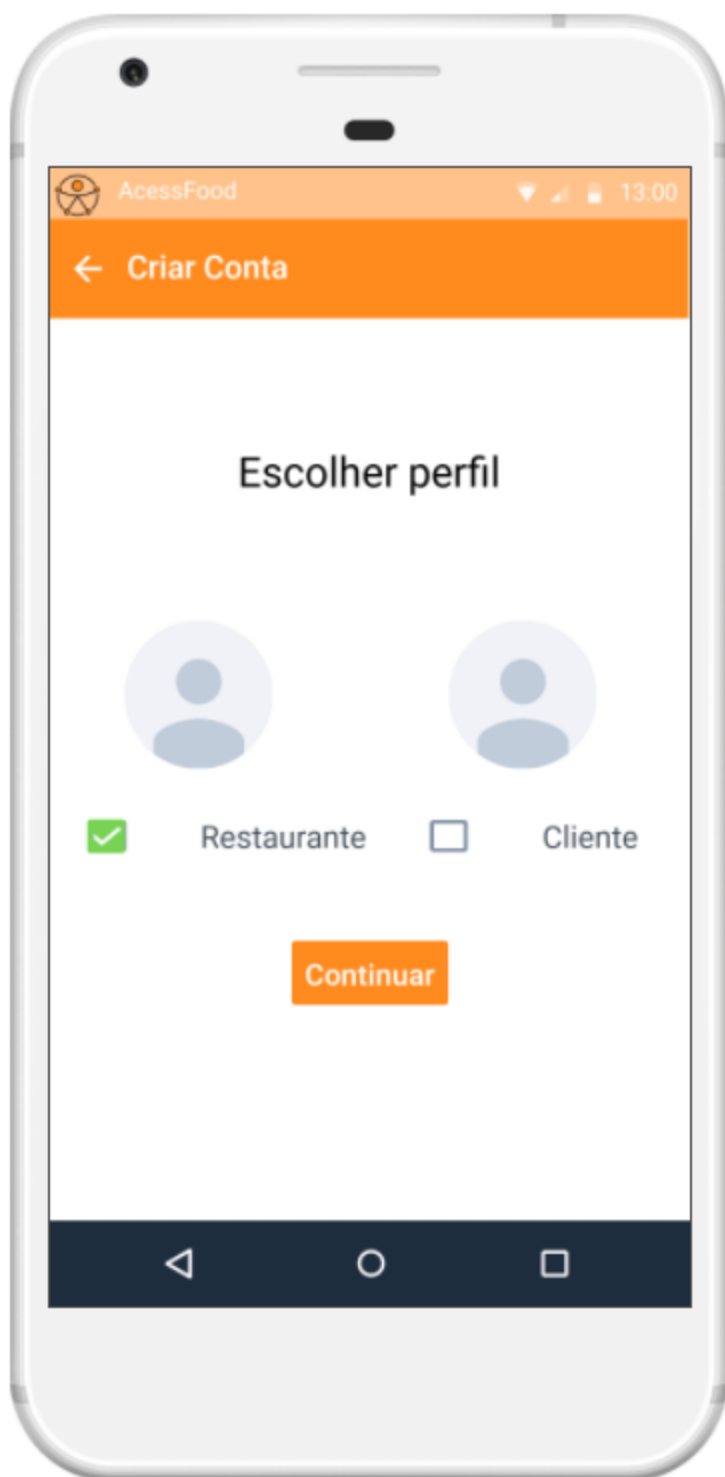 AcessFood 13:00
Criar Conta
Escolher perfil
Restaurante Cliente
Continuar